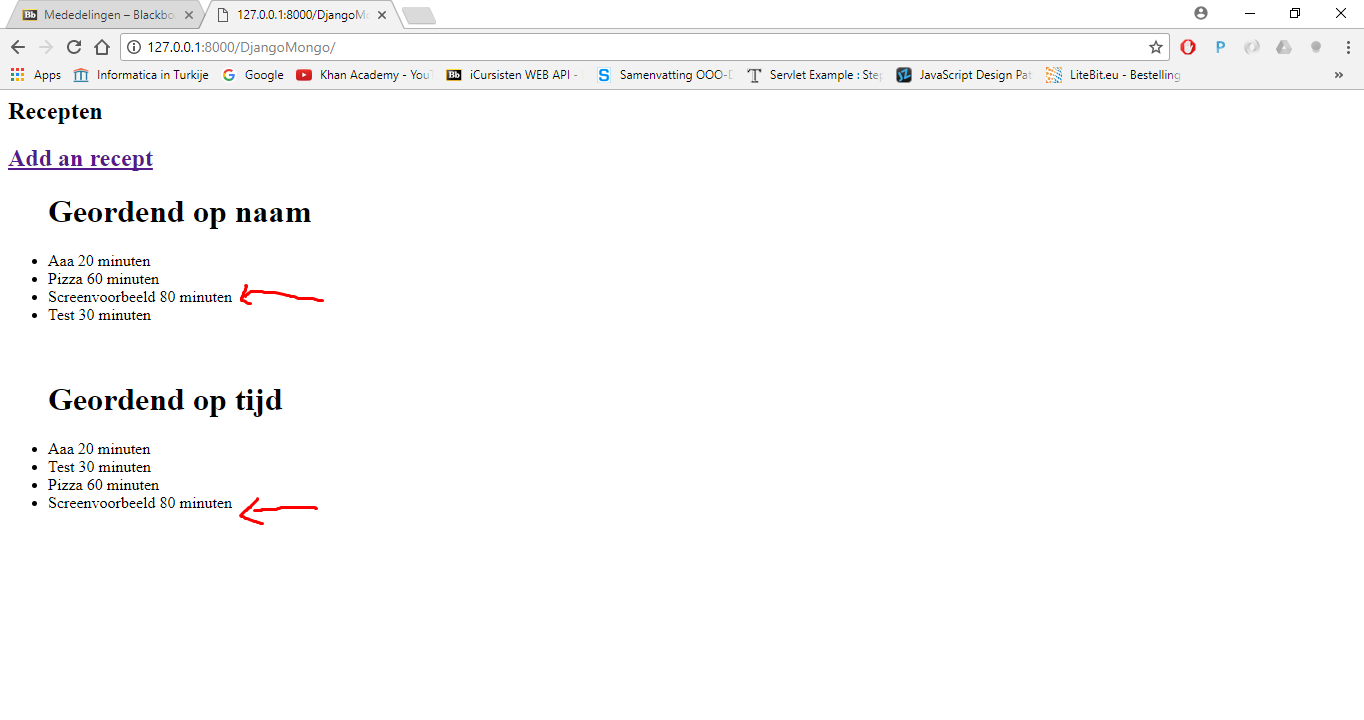 Mededelingen – Blackbo
127.0.0.1:8000/DjangoMo
127.0.0.1:8000/DjangoMongo/
Apps Informatica in Turkije Google Khan Academy - You iCursisten WEB API - Samenvatting OOO-D Servlet Example : Step JavaScript Design Pat LiteBit.eu - Bestelling »
Recepten
Add an recept
Geordend op naam
Aaa 20 minuten
Pizza 60 minuten
Screenvoorbeeld 80 minuten
Test 30 minuten
Geordend op tijd
Aaa 20 minuten
Test 30 minuten
Pizza 60 minuten
Screenvoorbeeld 80 minuten